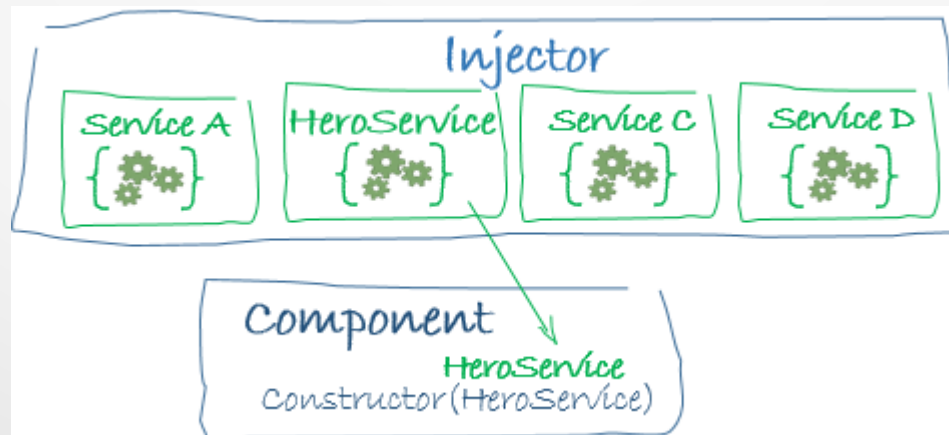 Injector
Service A
HeroService
Service C
Service D
Component
HeroService
Constructor(HeroService)